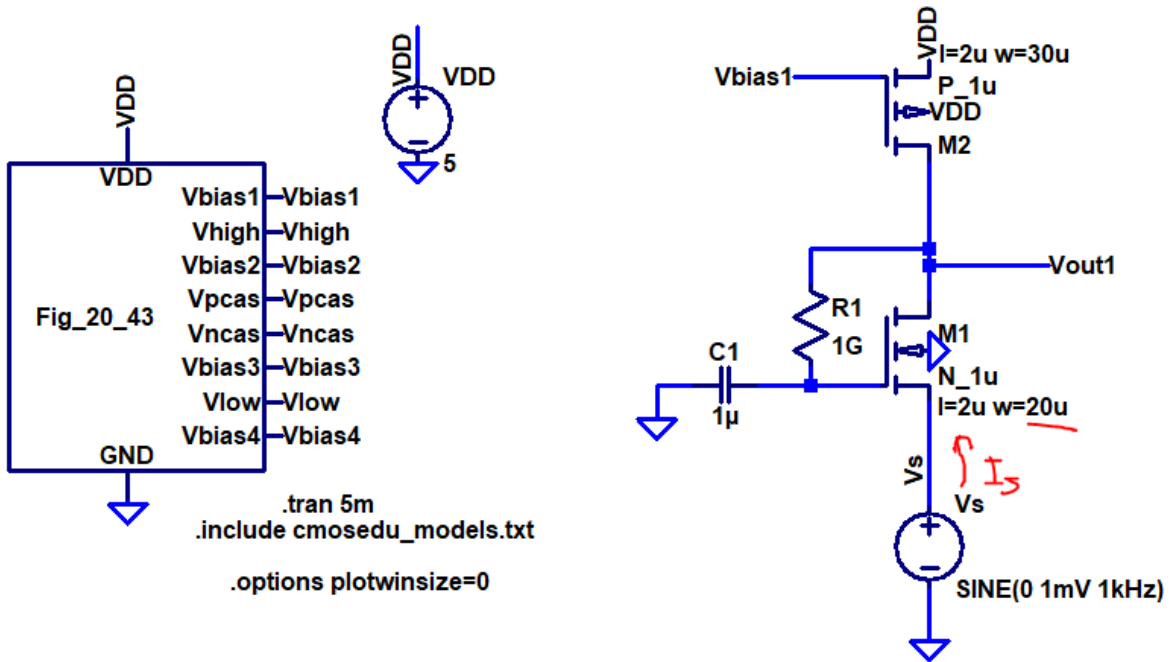 VDD
VDD
Vbias1
Vbias1
Vhigh
Vhigh
Vbias2
Vbias2
Vpcas
Vpcas
Fig_20_43
Vncas
Vncas
Vbias3
Vbias3
Vlow
Vlow
Vbias4
Vbias4
GND
VDD
VDD
5
.tran 5m
.include cmosedu_models.txt
.options plotwinsize=0
VDD
l=2u w=30u
Vbias1
P_1u
VDD
M2
Vout1
R1
1G
M1
C1
1µ
N_1u
l=2u w=20u
Vs
Is
Vs
SINE(0 1mV 1kHz)